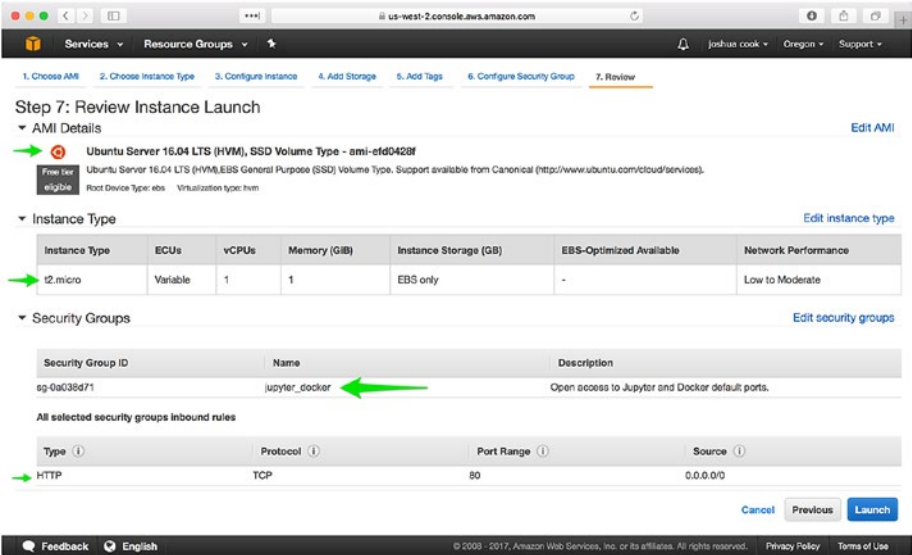 us-west-2.console.aws.amazon.com
Services Resource Groups joshua cook Oregon Support
1. Choose AMI 2. Choose Instance Type 3. Configure Instance 4. Add Storage 5. Add Tags 6. Configure Security Group 7. Review
Step 7: Review Instance Launch
AMI Details Edit AMI
Ubuntu Server 16.04 LTS (HVM), SSD Volume Type - ami-efd0428f
Free tier
eligible
Ubuntu Server 16.04 LTS (HVM),EBS General Purpose (SSD) Volume Type. Support available from Canonical (http://www.ubuntu.com/cloud/services).
Root Device Type: ebs Virtualization type: hvm
Instance Type Edit instance type
Instance Type ECUs vCPUs Memory (GiB) Instance Storage (GB) EBS-Optimized Available Network Performance
t2.micro Variable 1 1 EBS only - Low to Moderate
Security Groups Edit security groups
Security Group ID Name Description
sg-0a038d71 jupyter_docker Open access to Jupyter and Docker default ports.
All selected security groups inbound rules
Type Protocol Port Range Source
HTTP TCP 80 0.0.0.0/0
Cancel Previous Launch
Feedback English © 2008 - 2017, Amazon Web Services, Inc. or its affiliates. All rights reserved. Privacy Policy Terms of Use